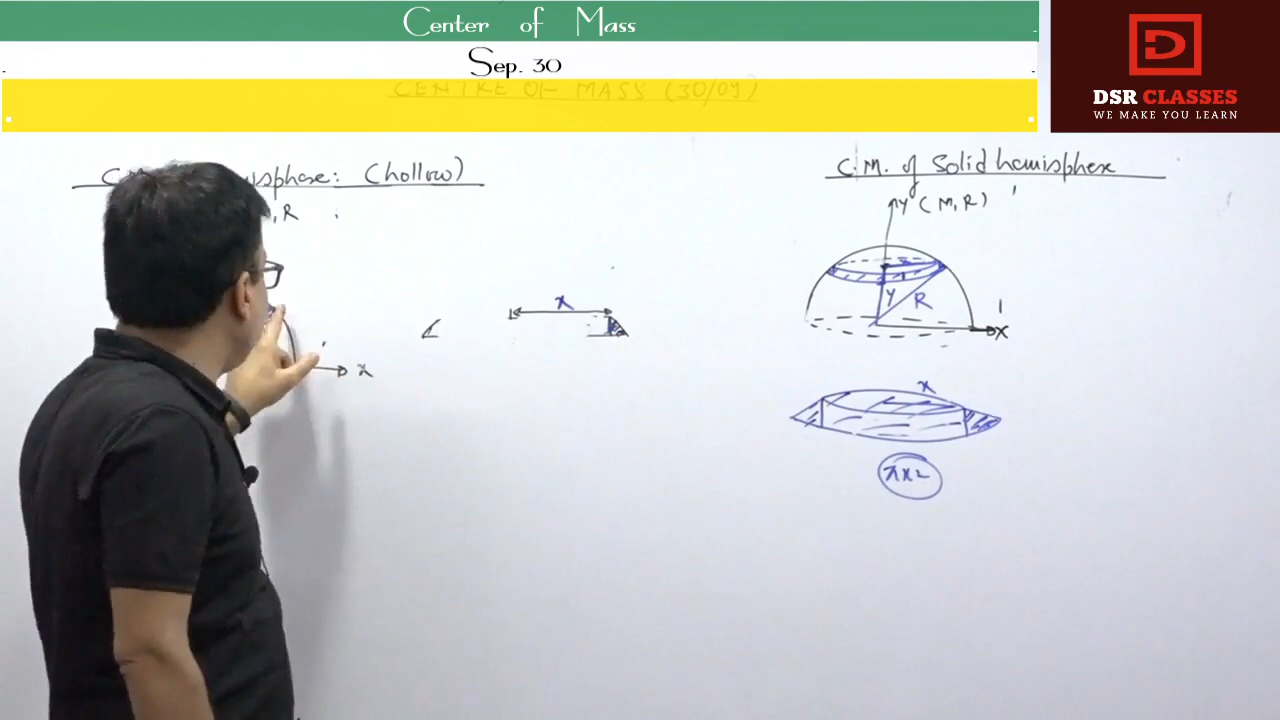 Center of Mass
Sep. 30
CENTRE OF MASS (30/09)
DSR CLASSES
WE MAKE YOU LEARN
(hollow)
, R
x
x
C.M. of Solid hemisphere
Y (M, R)
Y
R
X
x
πx2